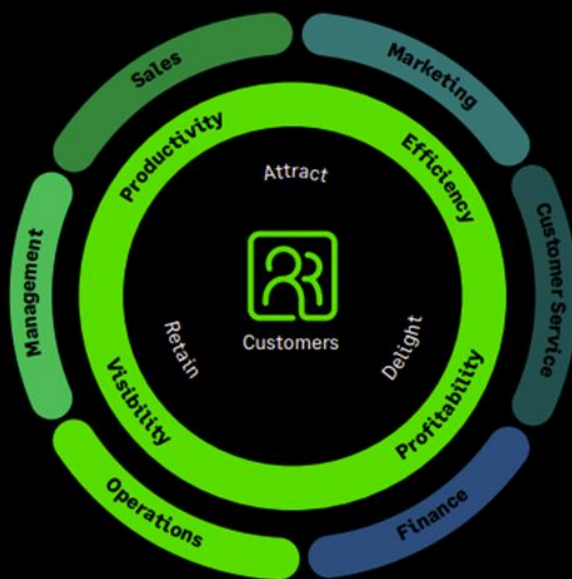 Sales
Marketing
Customer Service
Finance
Operations
Management
Productivity
Efficiency
Profitability
Visibility
Attract
Delight
Retain
Customers